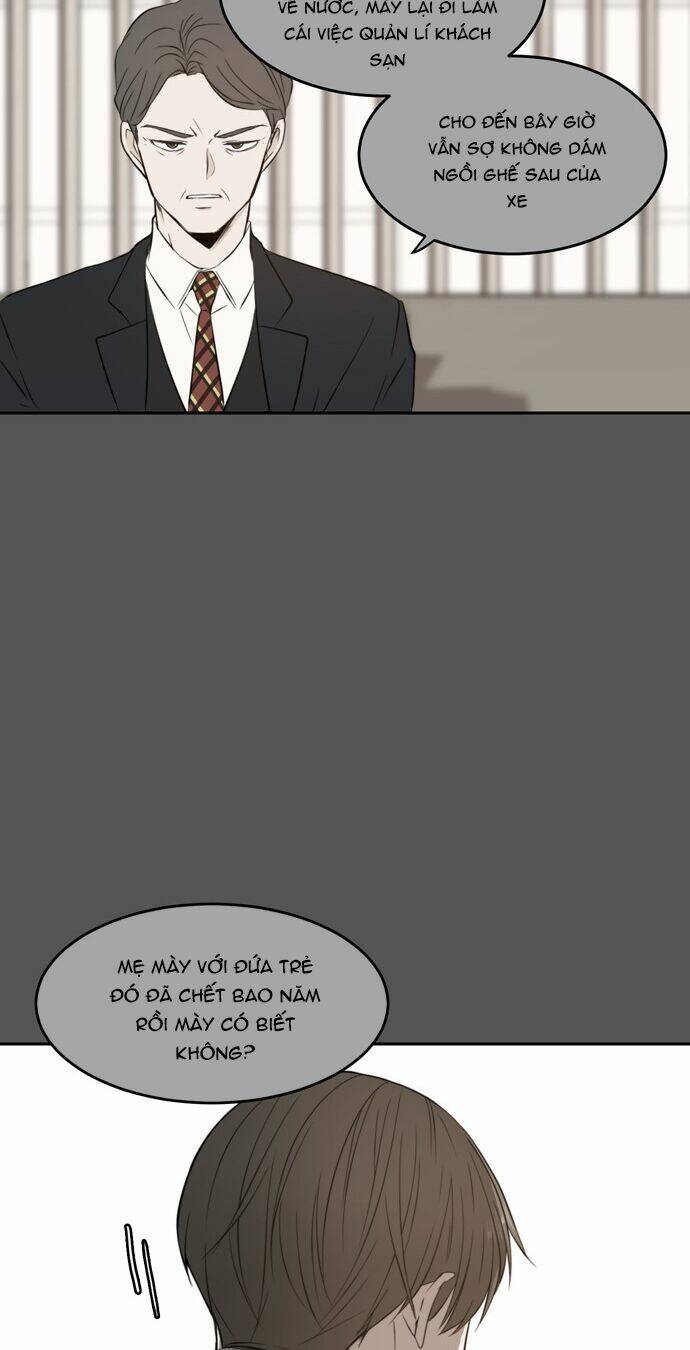 VỀ NƯỚC, MÀY LẠI ĐI LÀM
CÁI VIỆC QUẢN LÍ KHÁCH
SẠN
CHO ĐẾN BÂY GIỜ
VẪN SỢ KHÔNG DÁM
NGỒI GHẾ SAU CỦA
XE
MẸ MÀY VỚI ĐỨA TRẺ
ĐÓ ĐÃ CHẾT BAO NĂM
RỒI MÀY CÓ BIẾT
KHÔNG?